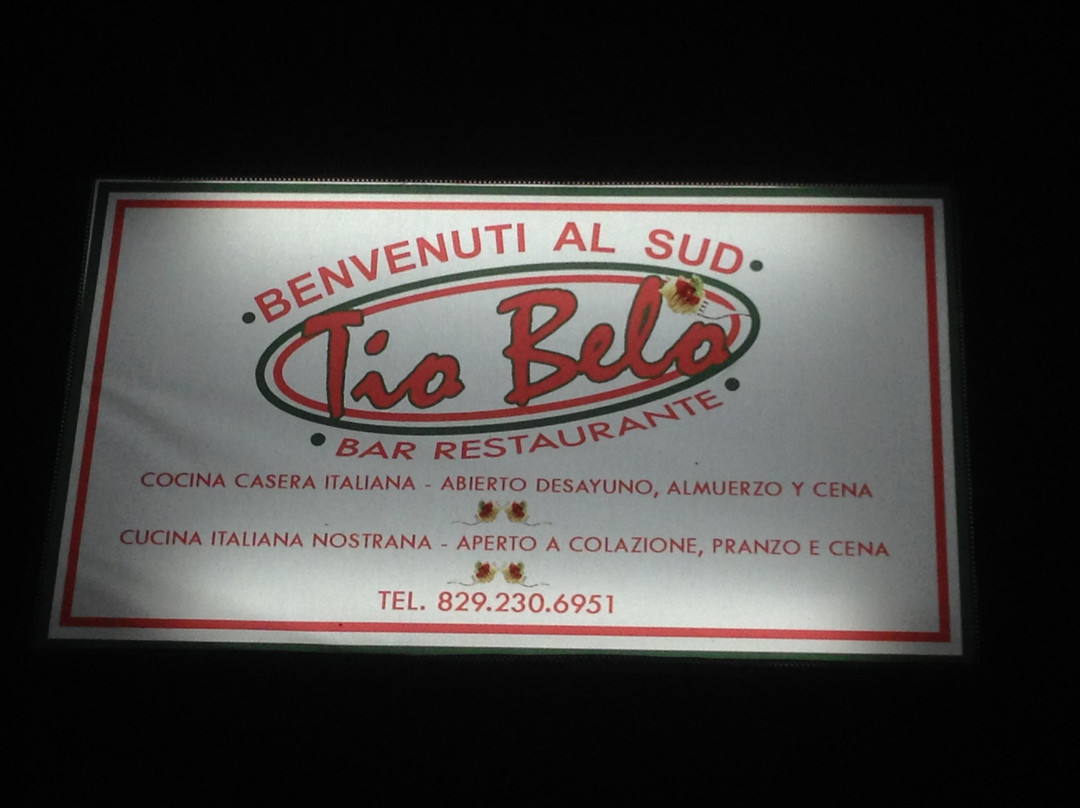 BENVENUTI AL SUD
Tio Belo
BAR RESTAURANTE
COCINA CASERA ITALIANA - ABIERTO DESAYUNO, ALMUERZO Y CENA
CUCINA ITALIANA NOSTRANA - APERTO A COLAZIONE, PRANZO E CENA
TEL. 829.230.6951